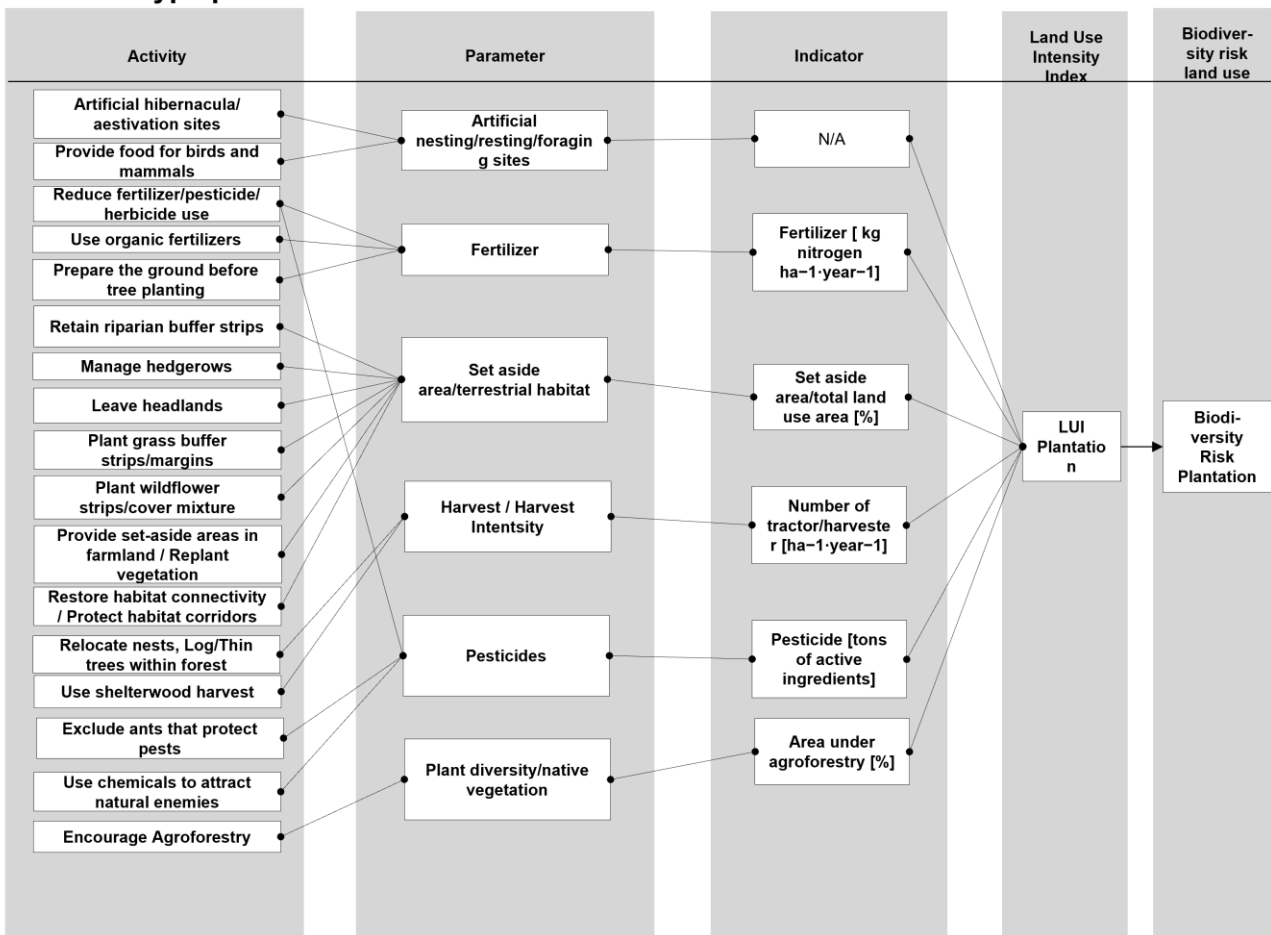 Activity
Parameter
Indicator
Land Use
Intensity
Index
Biodiver-
sity risk
land use
Artificial hibernacula/
aestivation sites
Provide food for birds and
mammals
Reduce fertilizer/pesticide/
herbicide use
Use organic fertilizers
Prepare the ground before
tree planting
Retain riparian buffer strips
Manage hedgerows
Leave headlands
Plant grass buffer
strips/margins
Plant wildflower
strips/cover mixture
Provide set-aside areas in
farmland / Replant
vegetation
Restore habitat connectivity
/ Protect habitat corridors
Relocate nests, Log/Thin
trees within forest
Use shelterwood harvest
Exclude ants that protect
pests
Use chemicals to attract
natural enemies
Encourage Agroforestry
Artificial
nesting/resting/foragin
g sites
Fertilizer
Set aside
area/terrestrial habitat
Harvest / Harvest
Intentsity
Pesticides
Plant diversity/native
vegetation
N/A
Fertilizer [ kg
nitrogen
ha−1·year−1]
Set aside
area/total land
use area [%]
Number of
tractor/harveste
r [ha−1·year−1]
Pesticide [tons
of active
ingredients]
Area under
agroforestry [%]
LUI
Plantatio
n
Biodi-
versity
Risk
Plantation